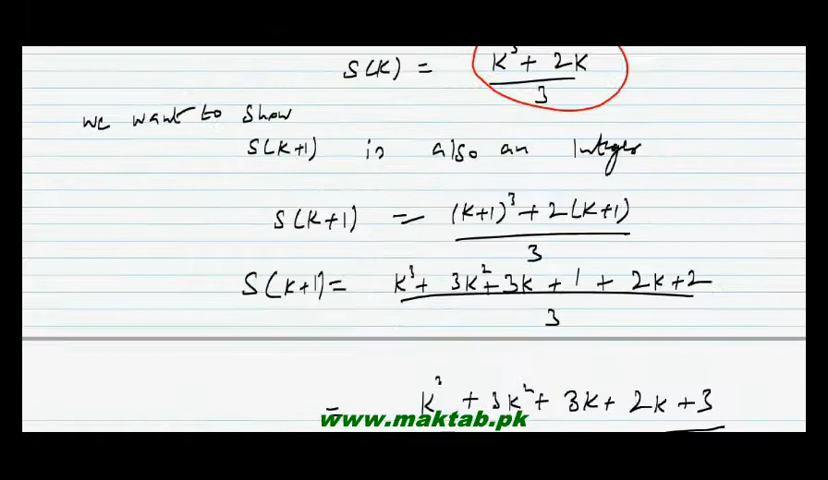 S(K) = K³ + 2K / 3
we want to show
S(K+1) is also an Integer
S(K+1) = (K+1)³ + 2(K+1) / 3
S(K+1) = K³ + 3K² + 3K + 1 + 2K + 2 / 3
= K³ + 3K² + 3K + 2K + 3
www.maktab.pk